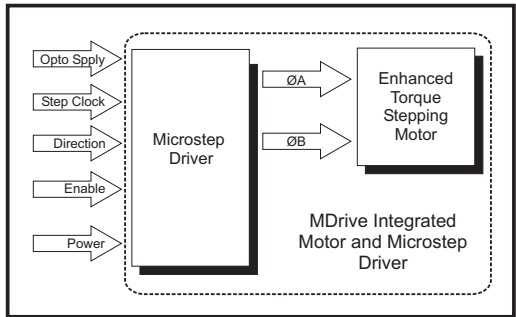 Opto Spply
Step Clock
Direction
Enable
Power
Microstep
Driver
ØA
ØB
Enhanced
Torque
Stepping
Motor
MDrive Integrated
Motor and Microstep
Driver